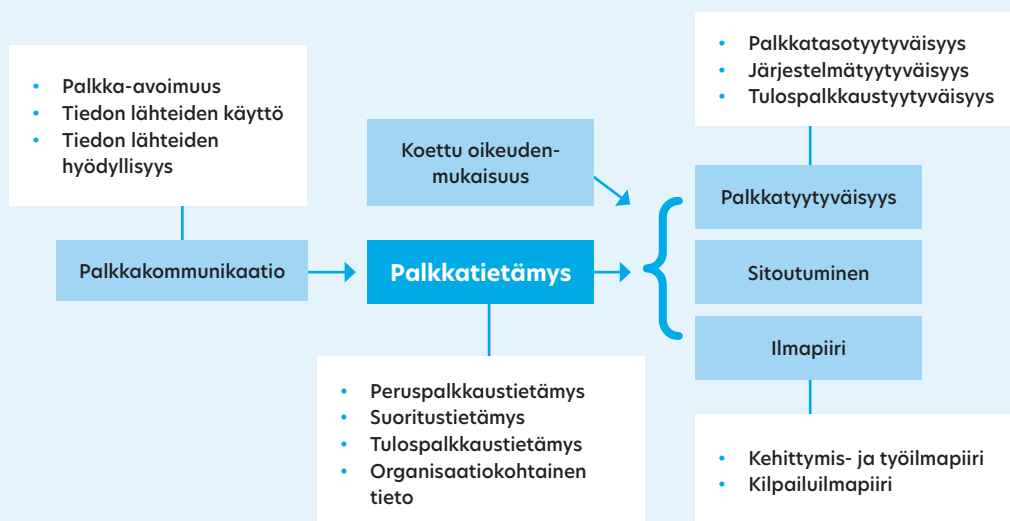 • Palkka-avoimuus
• Tiedon lähteiden käyttö
• Tiedon lähteiden
hyödyllisyys
Palkkakommunikaatio
Koettu oikeuden-
mukaisuus
Palkkatietämys
• Peruspalkkaustietämys
• Suoritustietämys
• Tulospalkkaustietämys
• Organisaatiokohtainen
tieto
• Palkkatasotyytyväisyys
• Järjestelmätyytyväisyys
• Tulospalkkaustyytyväisyys
Palkkatyytyväisyys
Sitoutuminen
Ilmapiiri
• Kehittymis- ja työilmapiiri
• Kilpailuilmapiiri